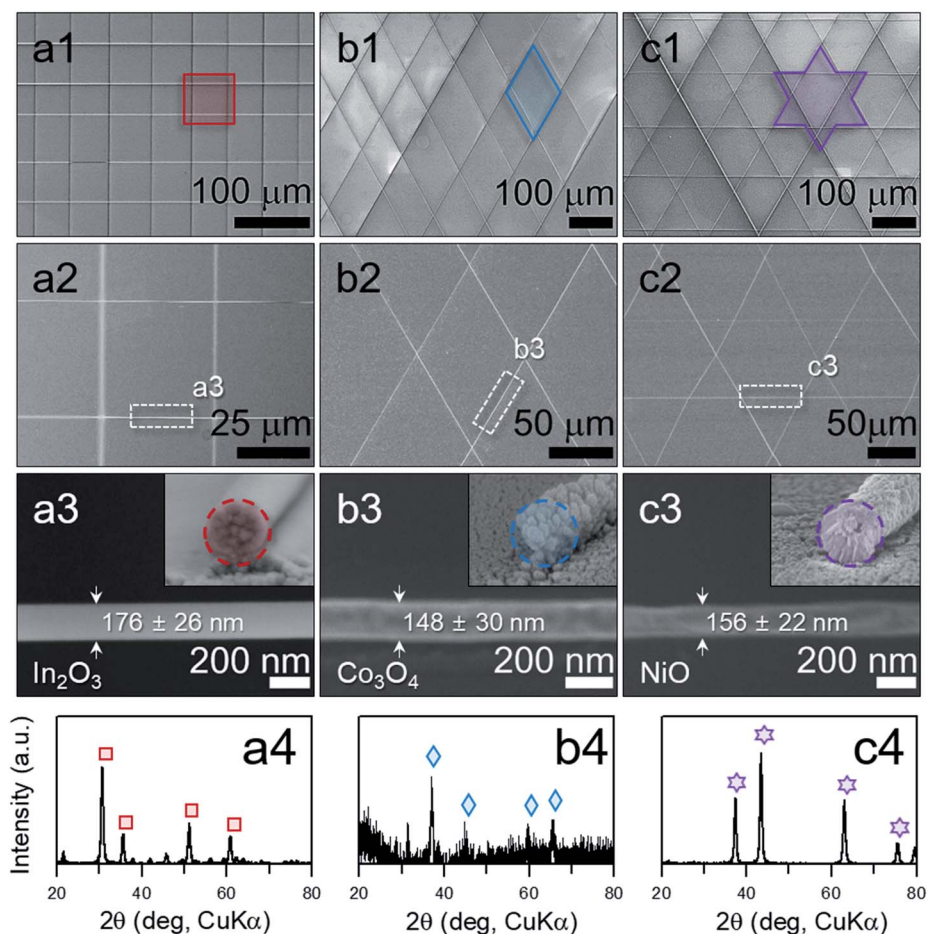 a1
100 μm
b1
100 μm
c1
100 μm
a2
a3
25 μm
b2
b3
50 μm
c2
c3
50μm
a3
176 ± 26 nm
In₂O₃
200 nm
b3
148 ± 30 nm
Co₃O₄
200 nm
c3
156 ± 22 nm
NiO
200 nm
Intensity (a.u.)
a4
20 40 60 80
2θ (deg, CuKα)
b4
20 40 60 80
2θ (deg, CuKα)
c4
20 40 60 80
2θ (deg, CuKα)